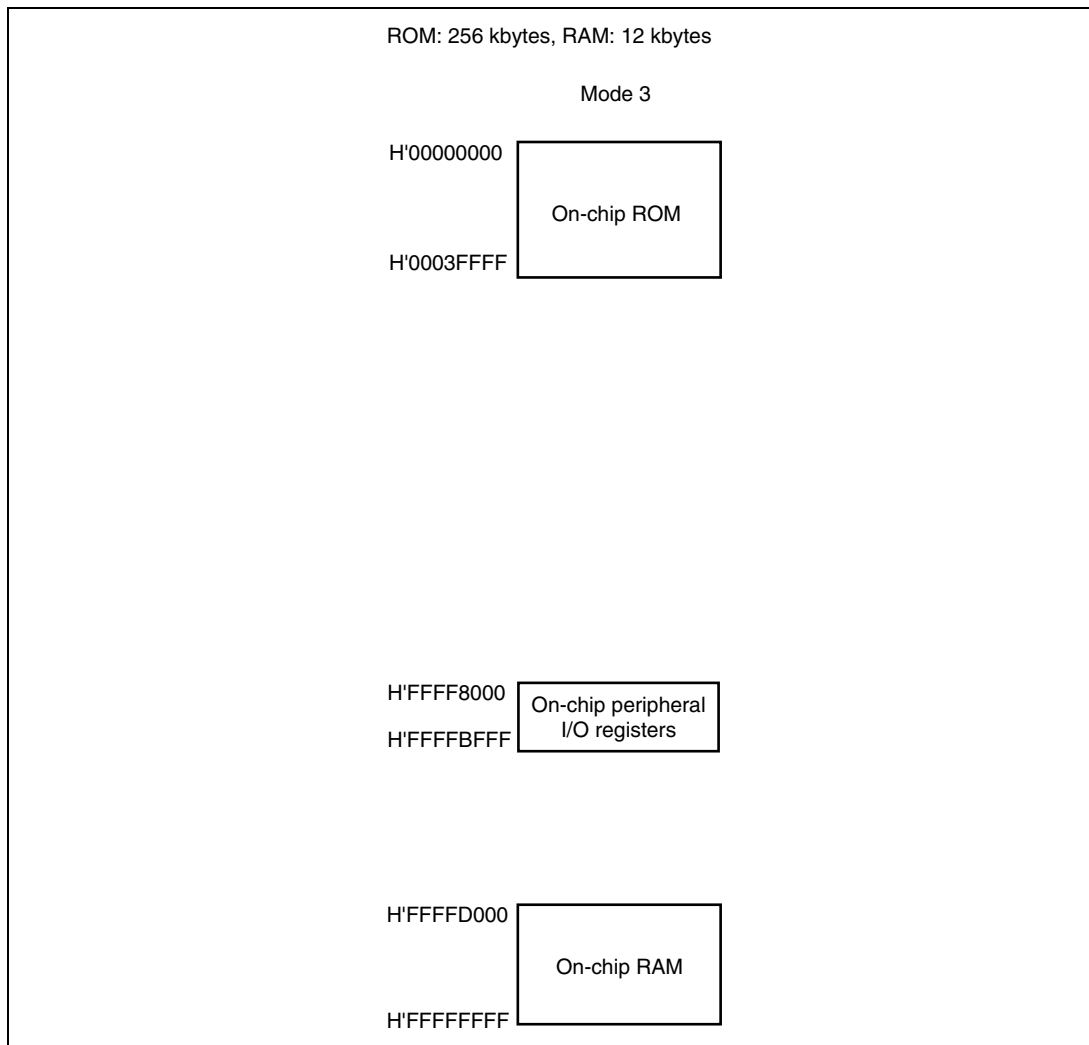 ROM: 256 kbytes, RAM: 12 kbytes
Mode 3
H'00000000
On-chip ROM
H'0003FFFF
H'FFFF8000
On-chip peripheral
I/O registers
H'FFFFBFFF
H'FFFFD000
On-chip RAM
H'FFFFFFFF